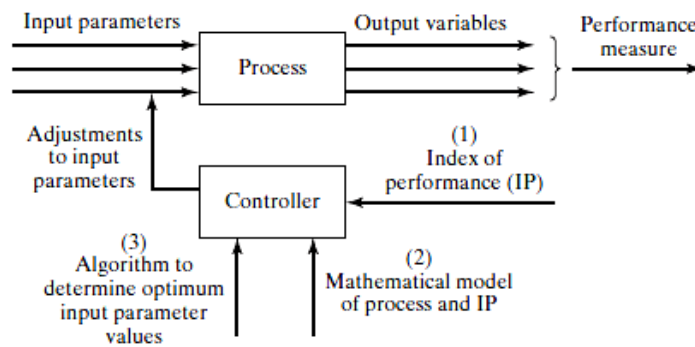 Input parameters
Output variables
Performance
measure
Process
Adjustments
to input
parameters
(1)
Index of
performance (IP)
Controller
(3)
Algorithm to
determine optimum
input parameter
values
(2)
Mathematical model
of process and IP